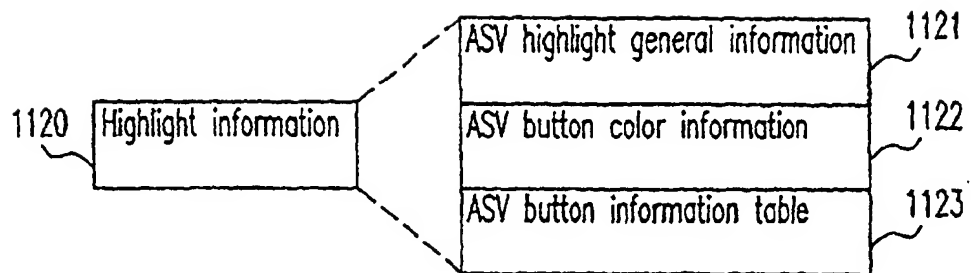 ASV highlight general information 1121
1120 Highlight information
ASV button color information 1122
ASV button information table 1123